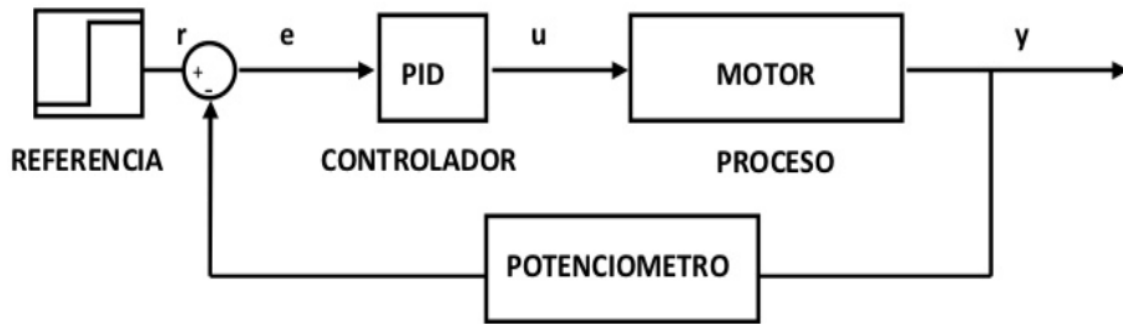 r
e
u
y
+
-
PID
MOTOR
REFERENCIA
CONTROLADOR
PROCESO
POTENCIOMETRO